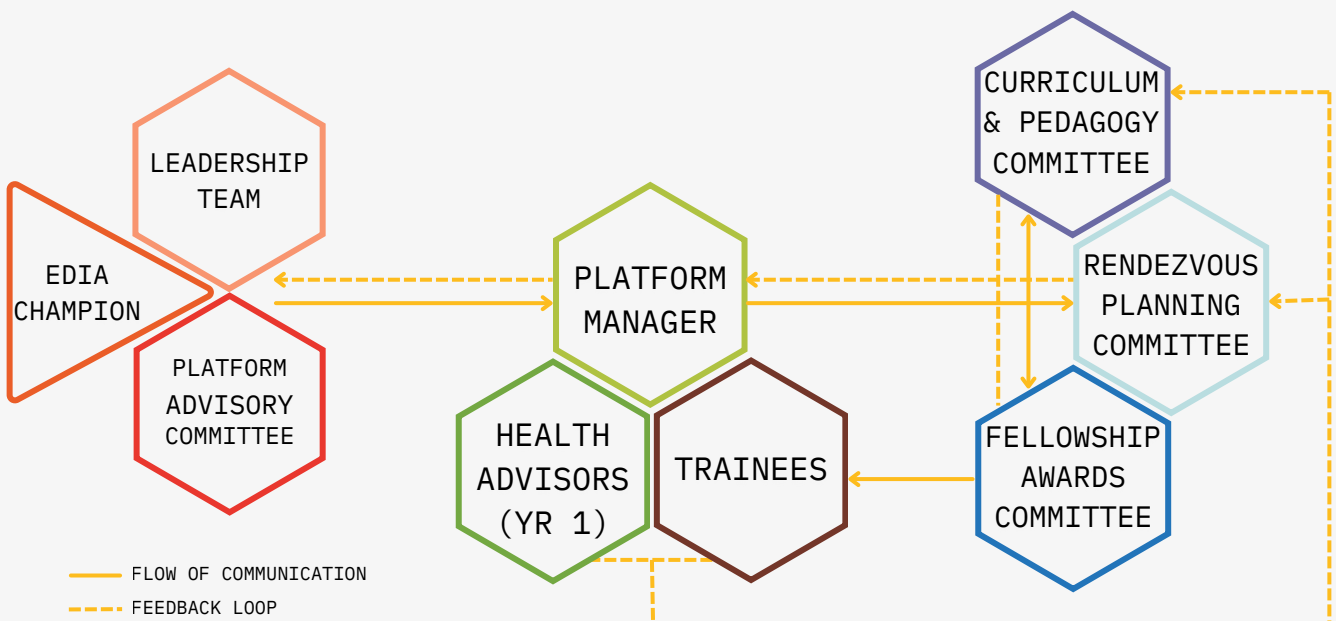 CURRICULUM
& PEDAGOGY
COMMITTEE
LEADERSHIP
TEAM
EDIA
CHAMPION
PLATFORM
MANAGER
RENDEZVOUS
PLANNING
COMMITTEE
PLATFORM
ADVISORY
COMMITTEE
HEALTH
ADVISORS
(YR 1)
TRAINEES
FELLOWSHIP
AWARDS
COMMITTEE
FLOW OF COMMUNICATION
FEEDBACK LOOP